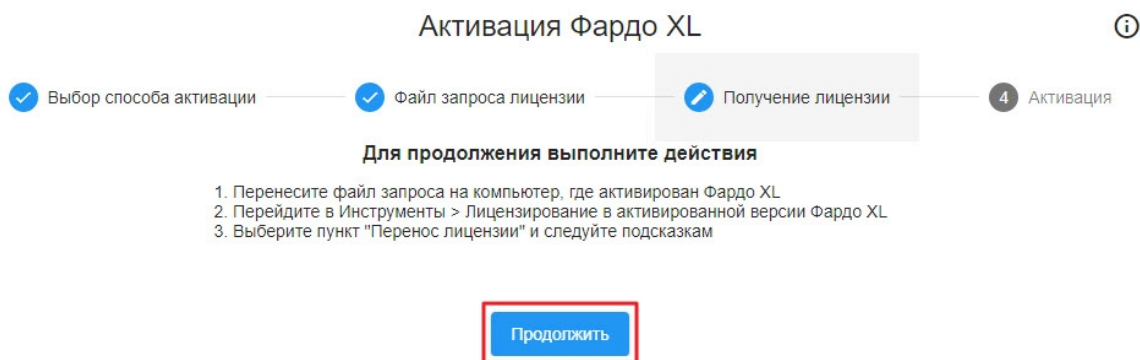 Активация Фардо XL
Выбор способа активации
Файл запроса лицензии
Получение лицензии
4 Активация
Для продолжения выполните действия
1. Перенесите файл запроса на компьютер, где активирован Фардо XL
2. Перейдите в Инструменты > Лицензирование в активированной версии Фардо XL
3. Выберите пункт "Перенос лицензии" и следуйте подсказкам
Продолжить